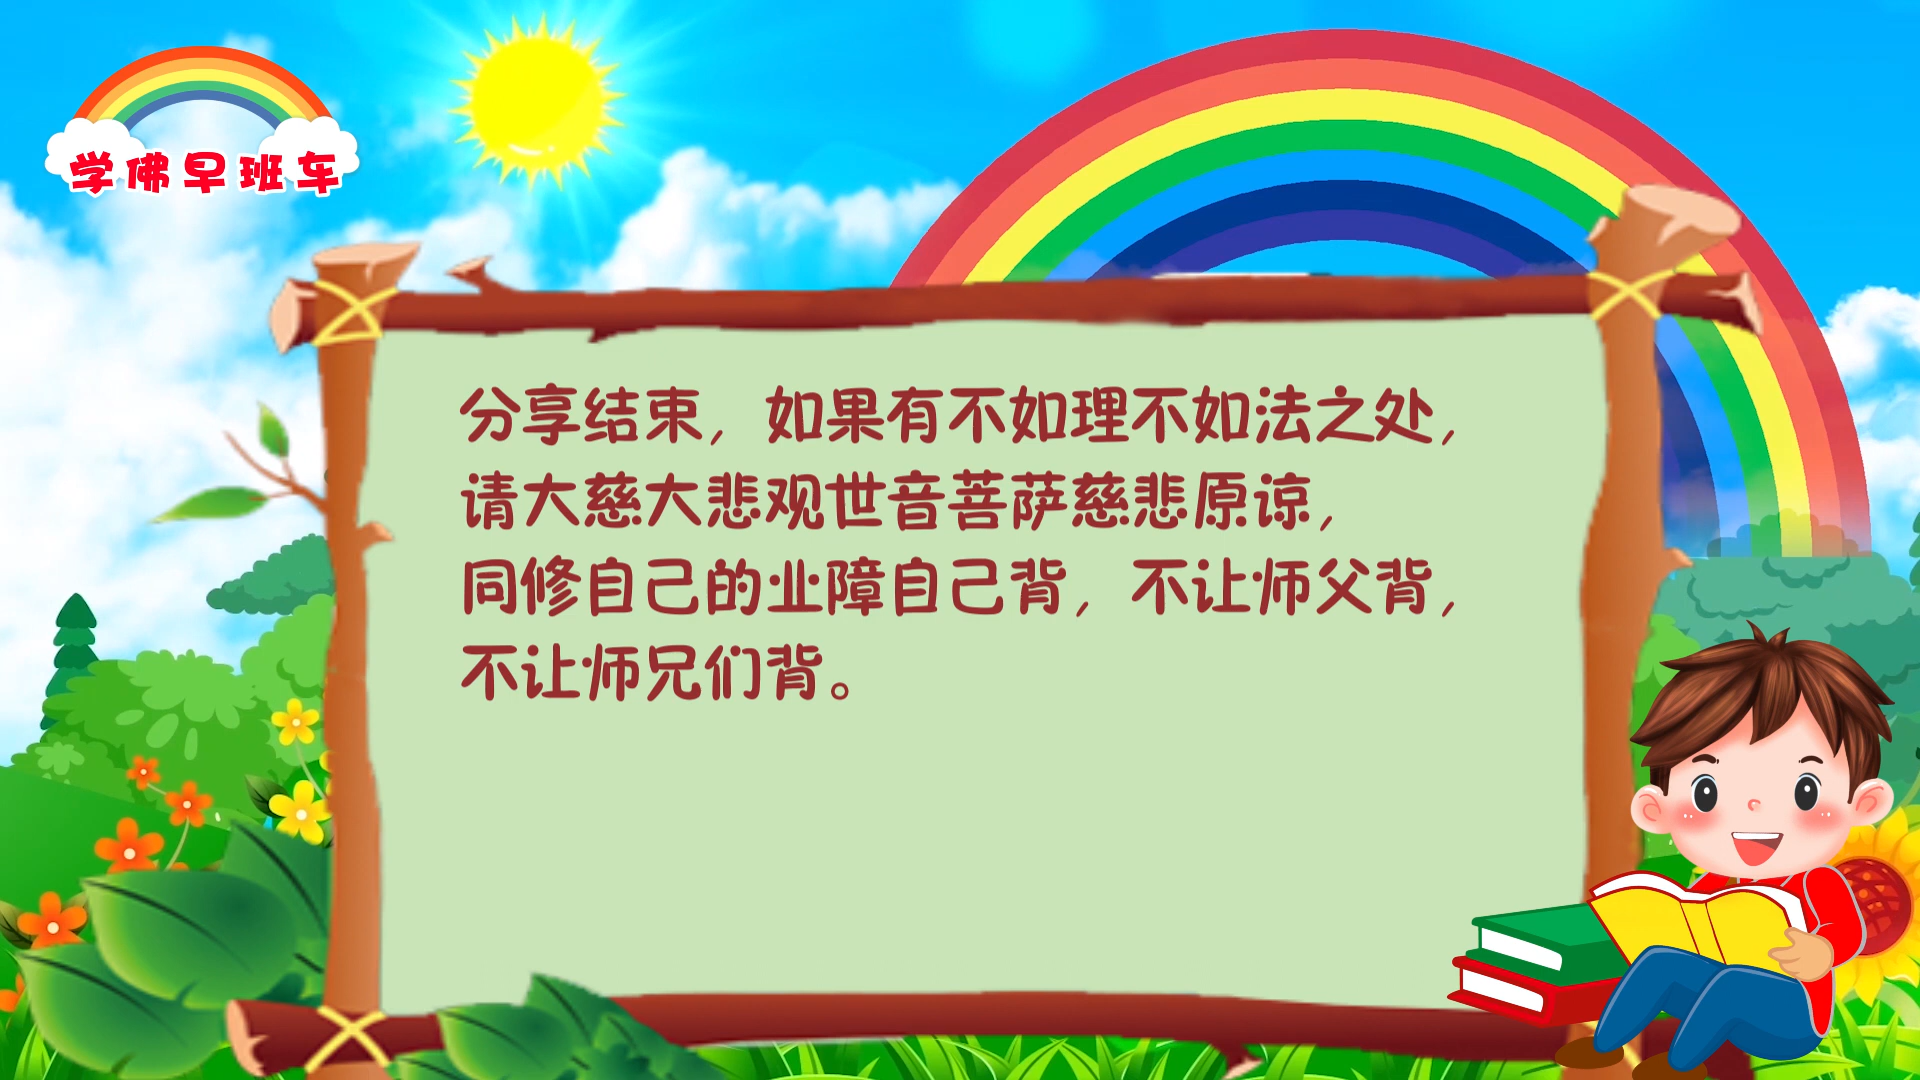 学佛早班车
分享结束，如果有不如理不如法之处，
请大慈大悲观世音菩萨慈悲原谅，
同修自己的业障自己背，不让师父背，
不让师兄们背。